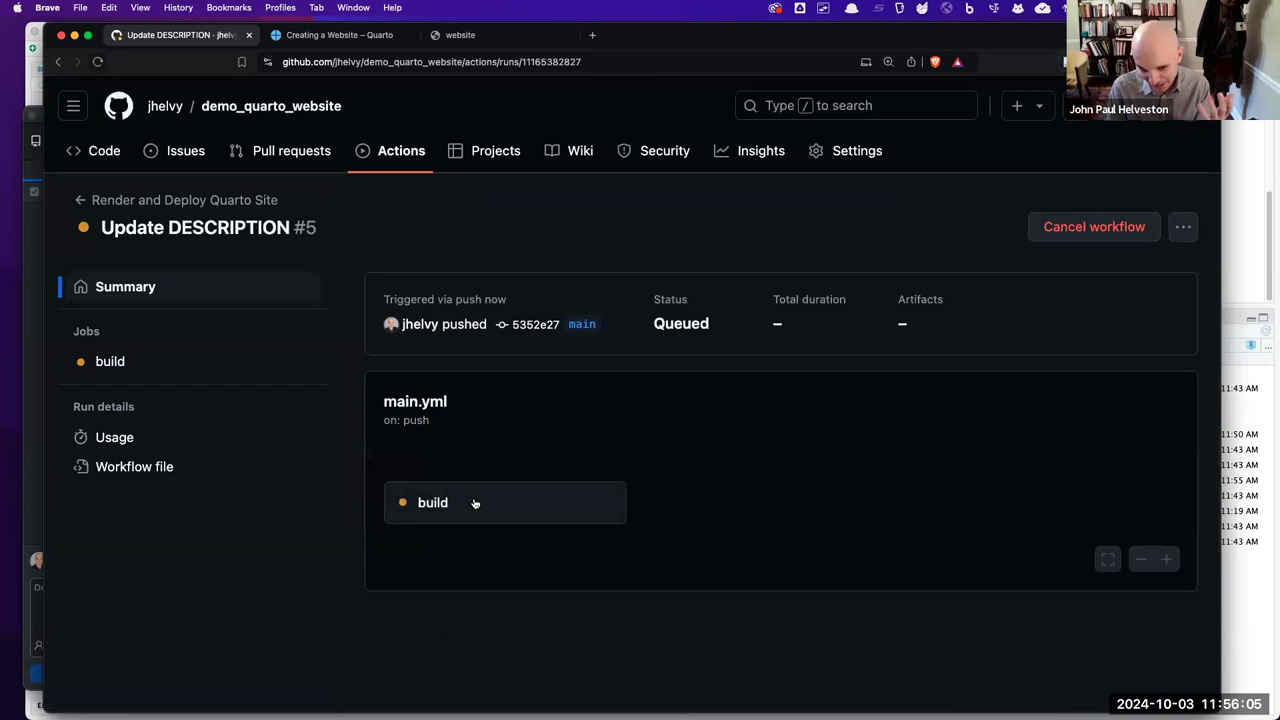 Brave File Edit View History Bookmarks Profiles Tab Window Help
Update DESCRIPTION · jhelv
Creating a Website – Quarto
website
github.com/jhelvy/demo_quarto_website/actions/runs/11165382827
jhelvy / demo_quarto_website
Type / to search
John Paul Helveston
Code Issues Pull requests Actions Projects Wiki Security Insights Settings
Render and Deploy Quarto Site
Update DESCRIPTION #5
Cancel workflow
Summary
Jobs
build
Run details
Usage
Workflow file
Triggered via push now
jhelvy pushed 5352e27 main
Status
Queued
Total duration
–
Artifacts
–
main.yml
on: push
build
11:43 AM
11:50 AM
11:43 AM
11:43 AM
11:55 AM
11:43 AM
11:19 AM
11:43 AM
11:43 AM
2024-10-03 11:56:05